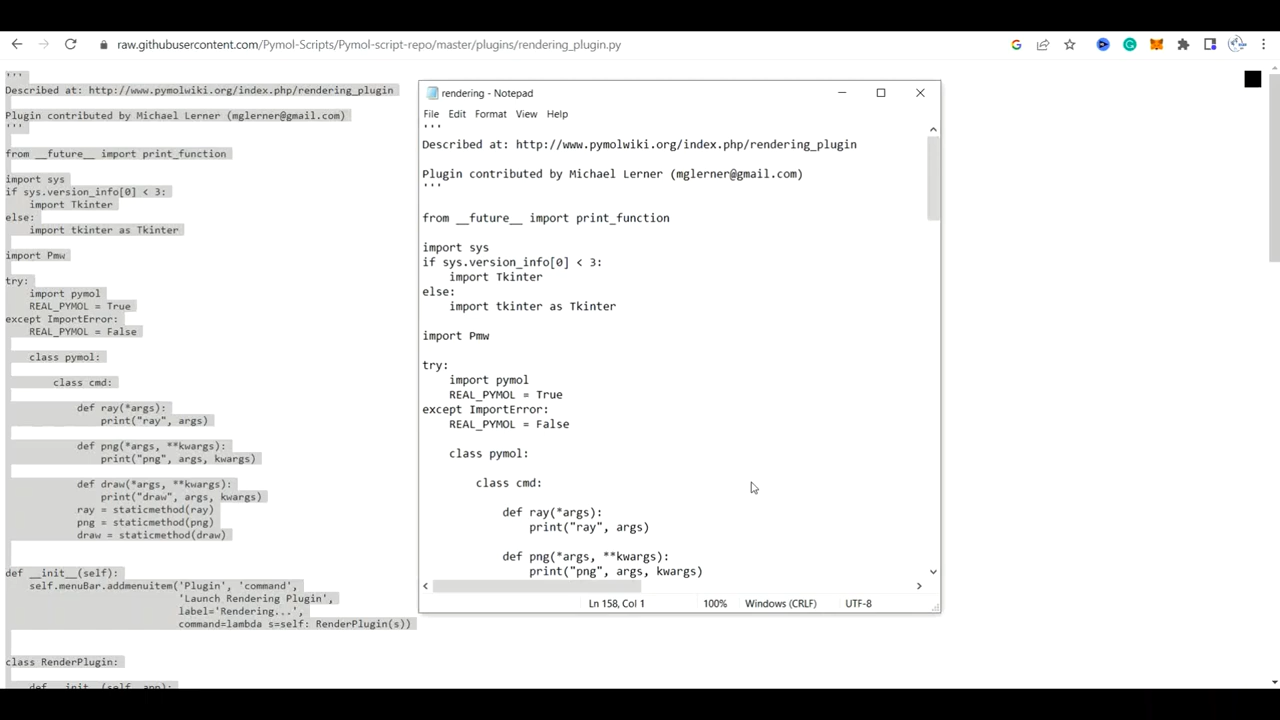 raw.githubusercontent.com/Pymol-Scripts/Pymol-script-repo/master/plugins/rendering_plugin.py
'''
Described at: http://www.pymolwiki.org/index.php/rendering_plugin
Plugin contributed by Michael Lerner (mglerner@gmail.com)
'''
from __future__ import print_function
import sys
if sys.version_info[0] < 3:
import Tkinter
else:
import tkinter as Tkinter
import Pmw
try:
import pymol
REAL_PYMOL = True
except ImportError:
REAL_PYMOL = False
class pymol:
class cmd:
def ray(*args):
print("ray", args)
def png(*args, **kwargs):
print("png", args, kwargs)
def draw(*args, **kwargs):
print("draw", args, kwargs)
ray = staticmethod(ray)
png = staticmethod(png)
draw = staticmethod(draw)
def __init__(self):
self.menuBar.addmenuitem('Plugin', 'command',
'Launch Rendering Plugin',
label='Rendering...',
command=lambda s=self: RenderPlugin(s))
class RenderPlugin:
def __init__(self, app):
rendering - Notepad
File Edit Format View Help
'''
Described at: http://www.pymolwiki.org/index.php/rendering_plugin
Plugin contributed by Michael Lerner (mglerner@gmail.com)
'''
from __future__ import print_function
import sys
if sys.version_info[0] < 3:
import Tkinter
else:
import tkinter as Tkinter
import Pmw
try:
import pymol
REAL_PYMOL = True
except ImportError:
REAL_PYMOL = False
class pymol:
class cmd:
def ray(*args):
print("ray", args)
def png(*args, **kwargs):
print("png", args, kwargs)
Ln 158, Col 1 100% Windows (CRLF) UTF-8